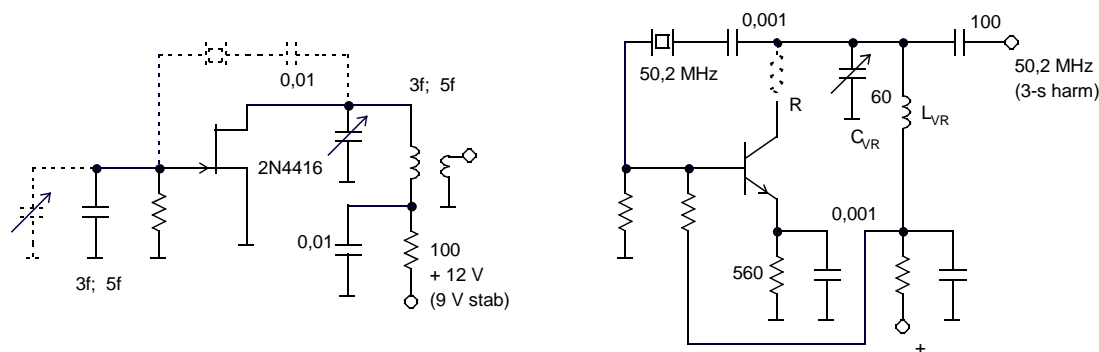 0,01
3f; 5f
2N4416
3f; 5f
0,01
100
+ 12 V
(9 V stab)
0,001
100
50,2 MHz
50,2 MHz
(3-s harm)
60
R
C_VR
L_VR
0,001
560
+